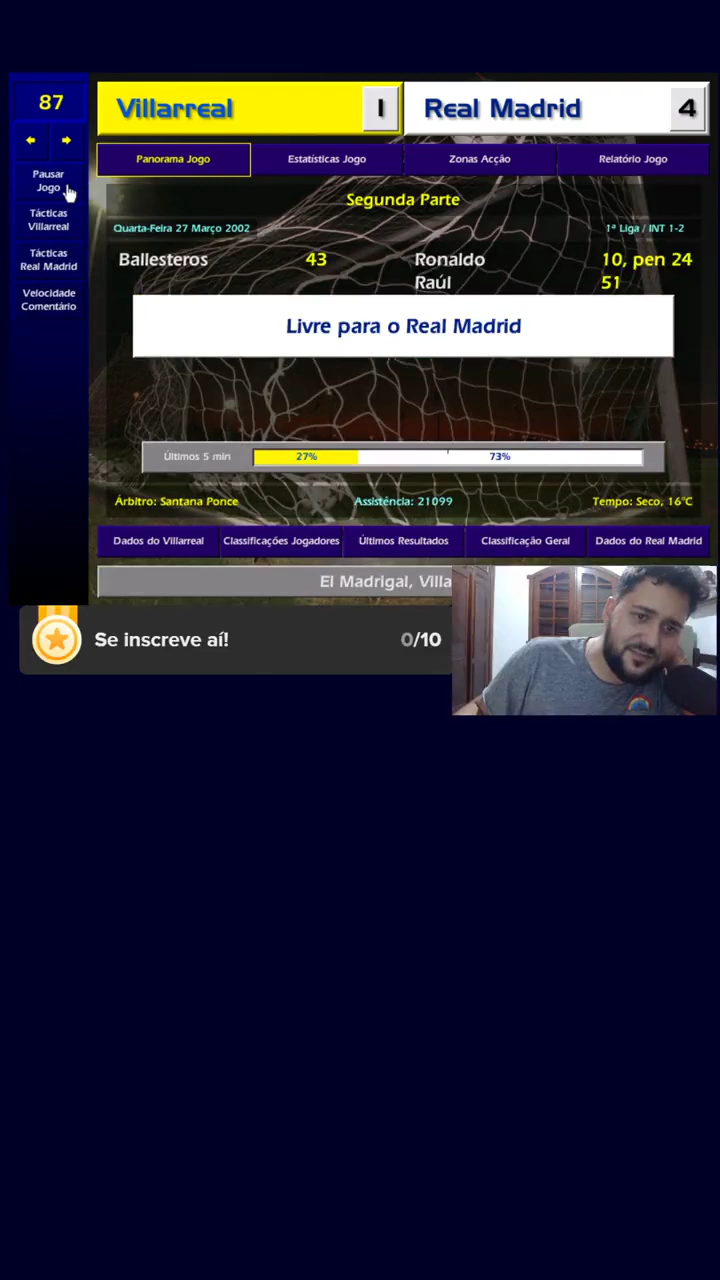 87
Villarreal 1
Real Madrid 4
Pausar
Jogo
Tácticas
Villarreal
Tácticas
Real Madrid
Velocidade
Comentário
Panorama Jogo
Estatísticas Jogo
Zonas Acção
Relatório Jogo
Segunda Parte
Quarta-Feira 27 Março 2002
1ª Liga / INT 1-2
Ballesteros 43
Ronaldo 10, pen 24
Raúl 51
Livre para o Real Madrid
Últimos 5 min 27% 73%
Árbitro: Santana Ponce
Assistência: 21099
Tempo: Seco, 16°C
Dados do Villarreal
Classificações Jogadores
Últimos Resultados
Classificação Geral
Dados do Real Madrid
El Madrigal, Villa
Se inscreve aí! 0/10